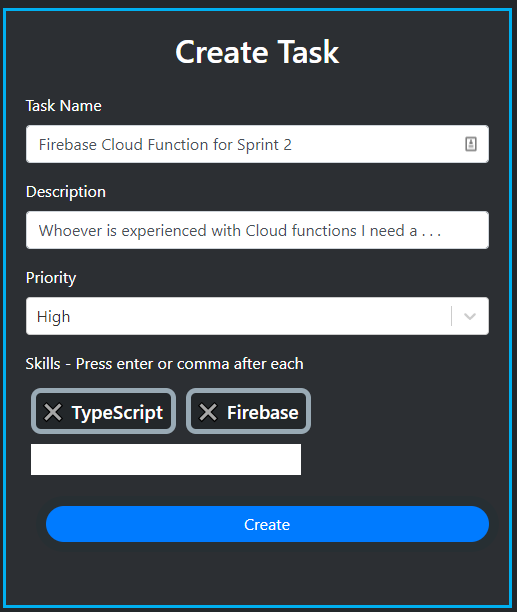 Create Task
Task Name
Firebase Cloud Function for Sprint 2
Description
Whoever is experienced with Cloud functions I need a . . .
Priority
High
Skills - Press enter or comma after each
TypeScript Firebase
Create